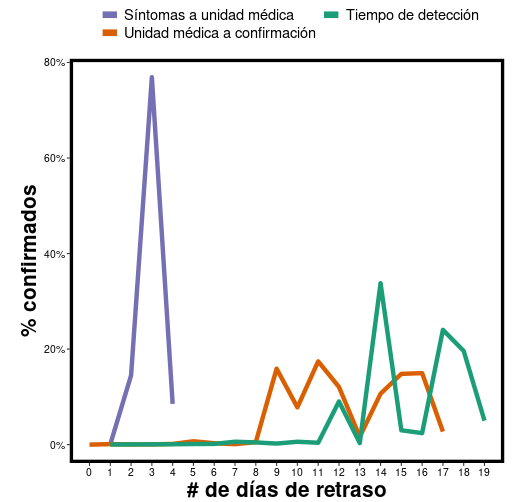 Síntomas a unidad médica
Tiempo de detección
Unidad médica a confirmación
80%
60%
40%
20%
0%
% confirmados
0 1 2 3 4 5 6 7 8 9 10 11 12 13 14 15 16 17 18 19
# de días de retraso